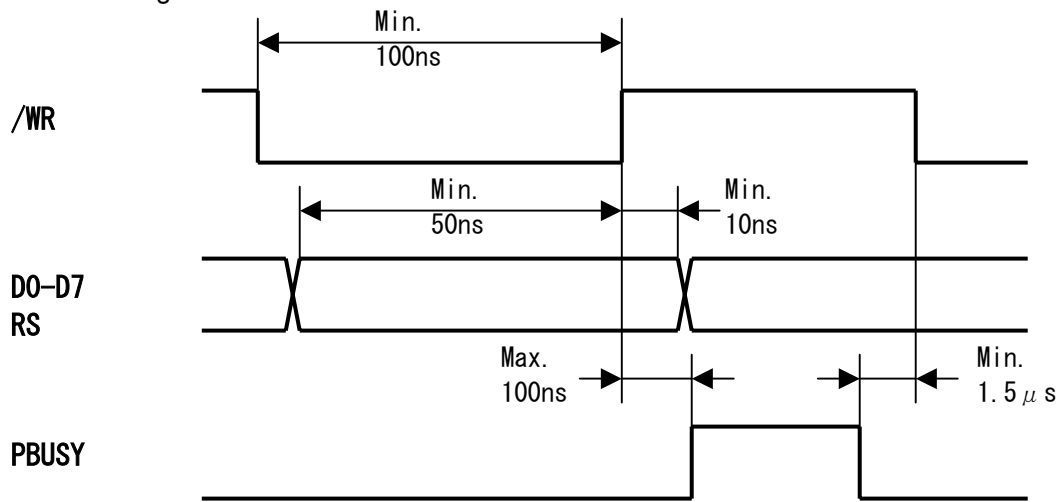 Min.
100ns
/WR
Min.
50ns
Min.
10ns
D0-D7
RS
Max.
100ns
Min.
1.5μs
PBUSY